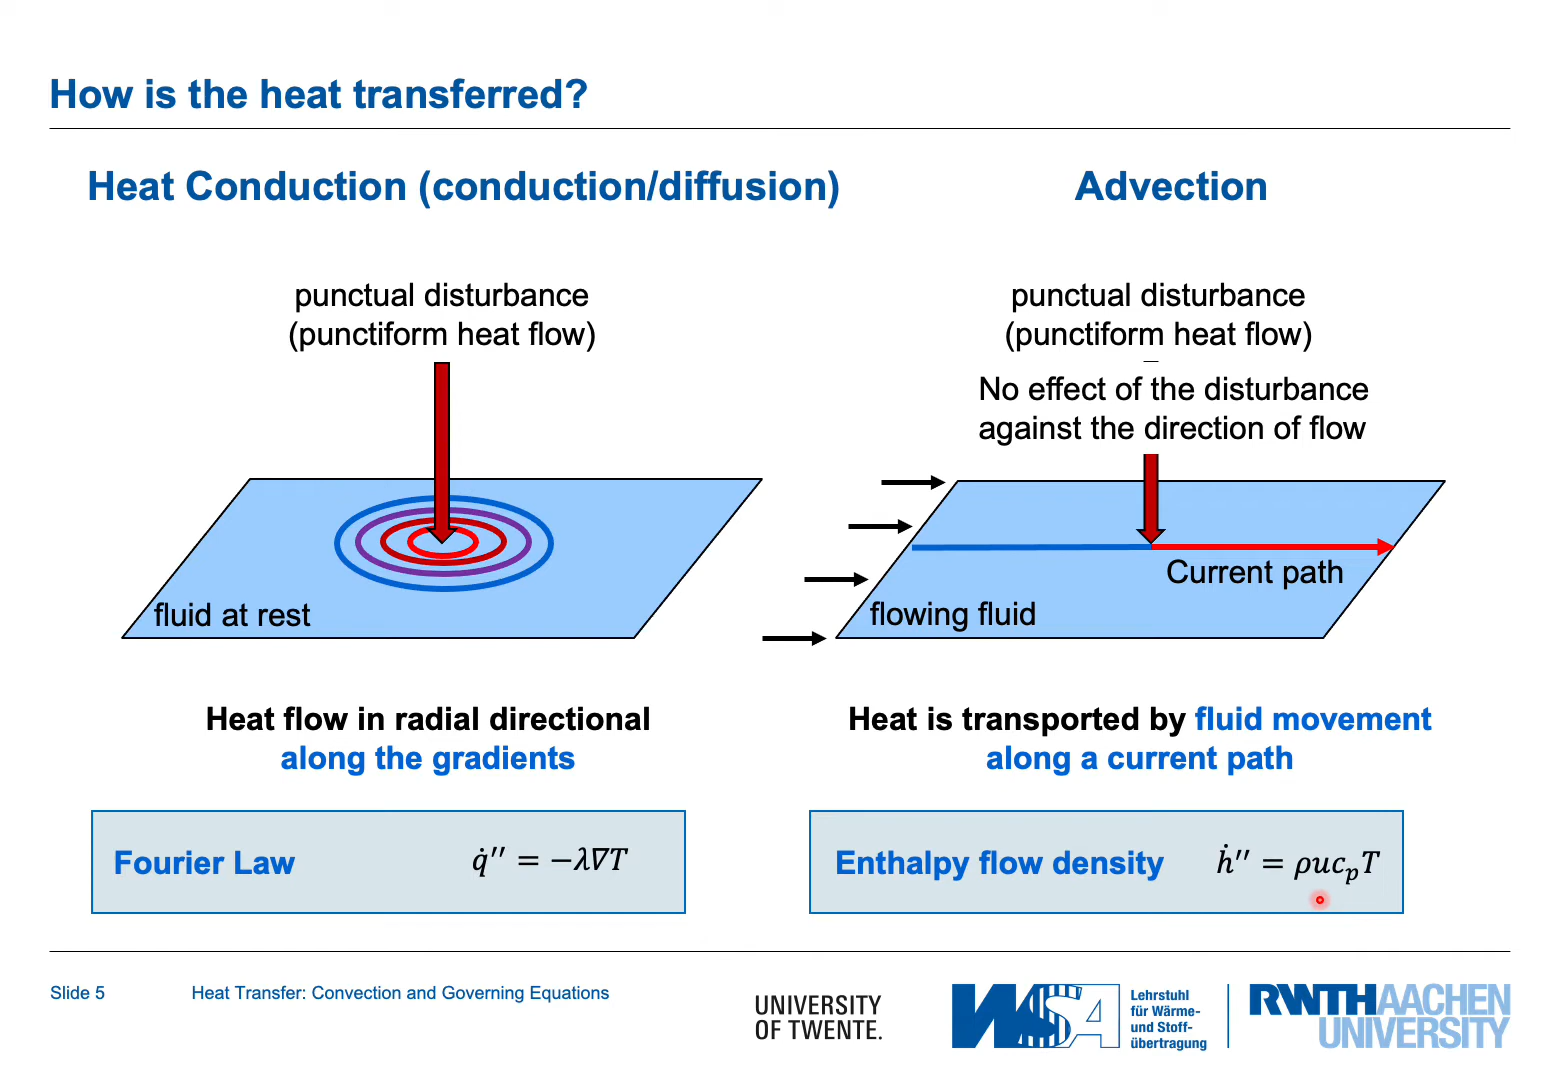 How is the heat transferred?
Heat Conduction (conduction/diffusion)
punctual disturbance
(punctiform heat flow)
fluid at rest
Heat flow in radial directional
along the gradients
Fourier Law
q̇′′ = −λ∇T
Advection
punctual disturbance
(punctiform heat flow)
No effect of the disturbance
against the direction of flow
Current path
flowing fluid
Heat is transported by fluid movement
along a current path
Enthalpy flow density
ḣ′′ = ρuc_pT
Slide 5
Heat Transfer: Convection and Governing Equations
UNIVERSITY
OF TWENTE.
WSA
Lehrstuhl
für Wärme-
und Stoff-
übertragung
RWTH AACHEN
UNIVERSITY